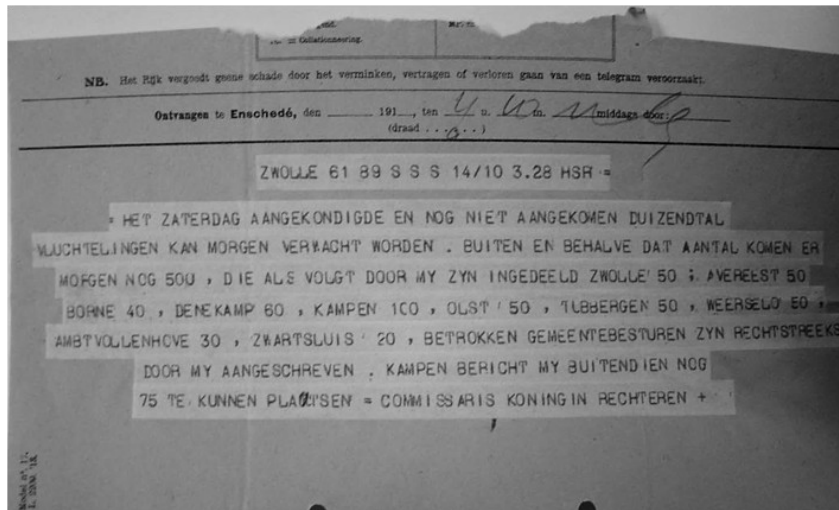 Collationneering.
NB. Het Rijk vergoedt geene schade door het verminken, vertragen of verloren gaan van een telegram veroorzaakt.
Ontvangen te Enschedé, den 191 , ten 4 u. m. middags door:
(draad . . . . . )
ZWOLLE 61 89 S S S 14/10 3.28 HSR =
= HET ZATERDAG AANGEKONDIGDE EN NOG NIET AANGEKOMEN DUIZENDTAL
VLUCHTELINGEN KAN MORGEN VERWACHT WORDEN . BUITEN EN BEHALVE DAT AANTAL KOMEN ER
MORGEN NOG 500 , DIE ALS VOLGT DOOR MY ZYN INGEDEELD ZWOLLE' 50 ; AVEREEST 50
BORNE 40 , DENEKAMP 60 , KAMPEN 100 , OLST ' 50 , TUBBERGEN 50 , WEERSELO 50 ,
AMBTVOLLENHOVE 30 , ZWARTSLUIS ' 20 , BETROKKEN GEMEENTEBESTUREN ZYN RECHTSTREEKS
DOOR MY AANGESCHREVEN . KAMPEN BERICHT MY BUITENDIEN NOG
75 TE KUNNEN PLAATSEN = COMMISSARIS KONINGIN RECHTEREN +